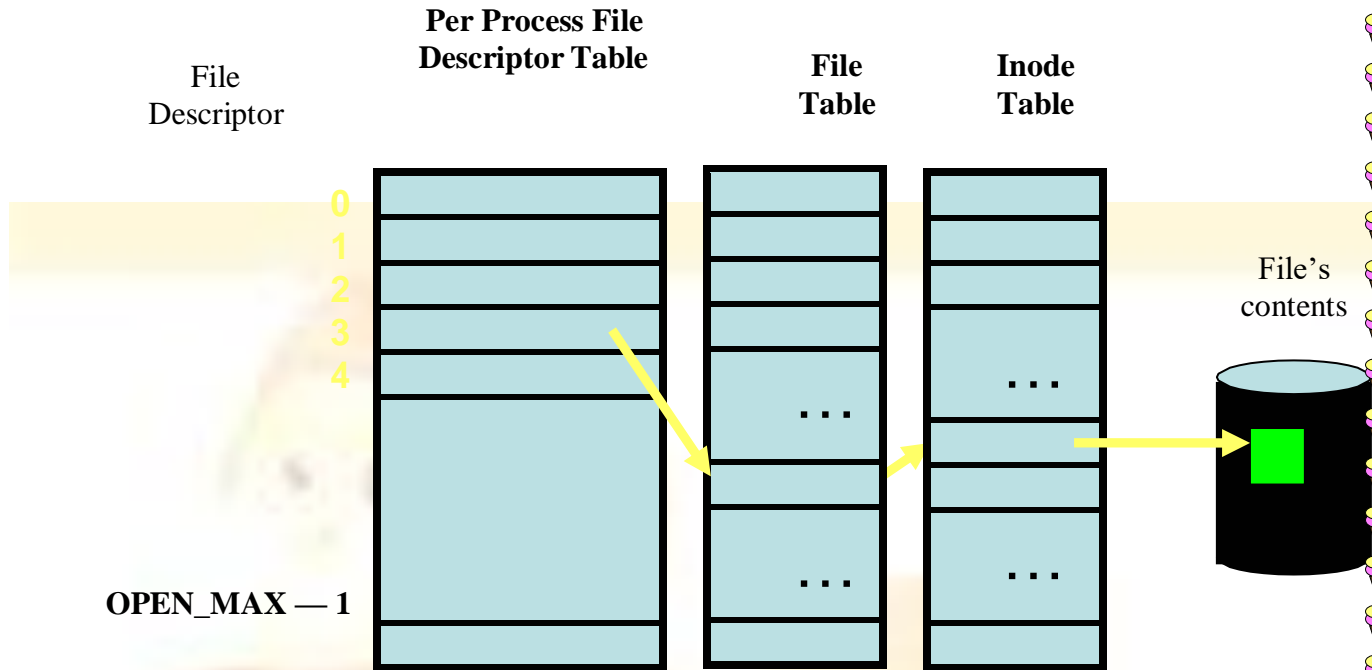 Per Process File
Descriptor Table
File
Descriptor
File
Table
Inode
Table
0
1
2
3
4
OPEN_MAX — 1
...
...
...
...
File’s
contents